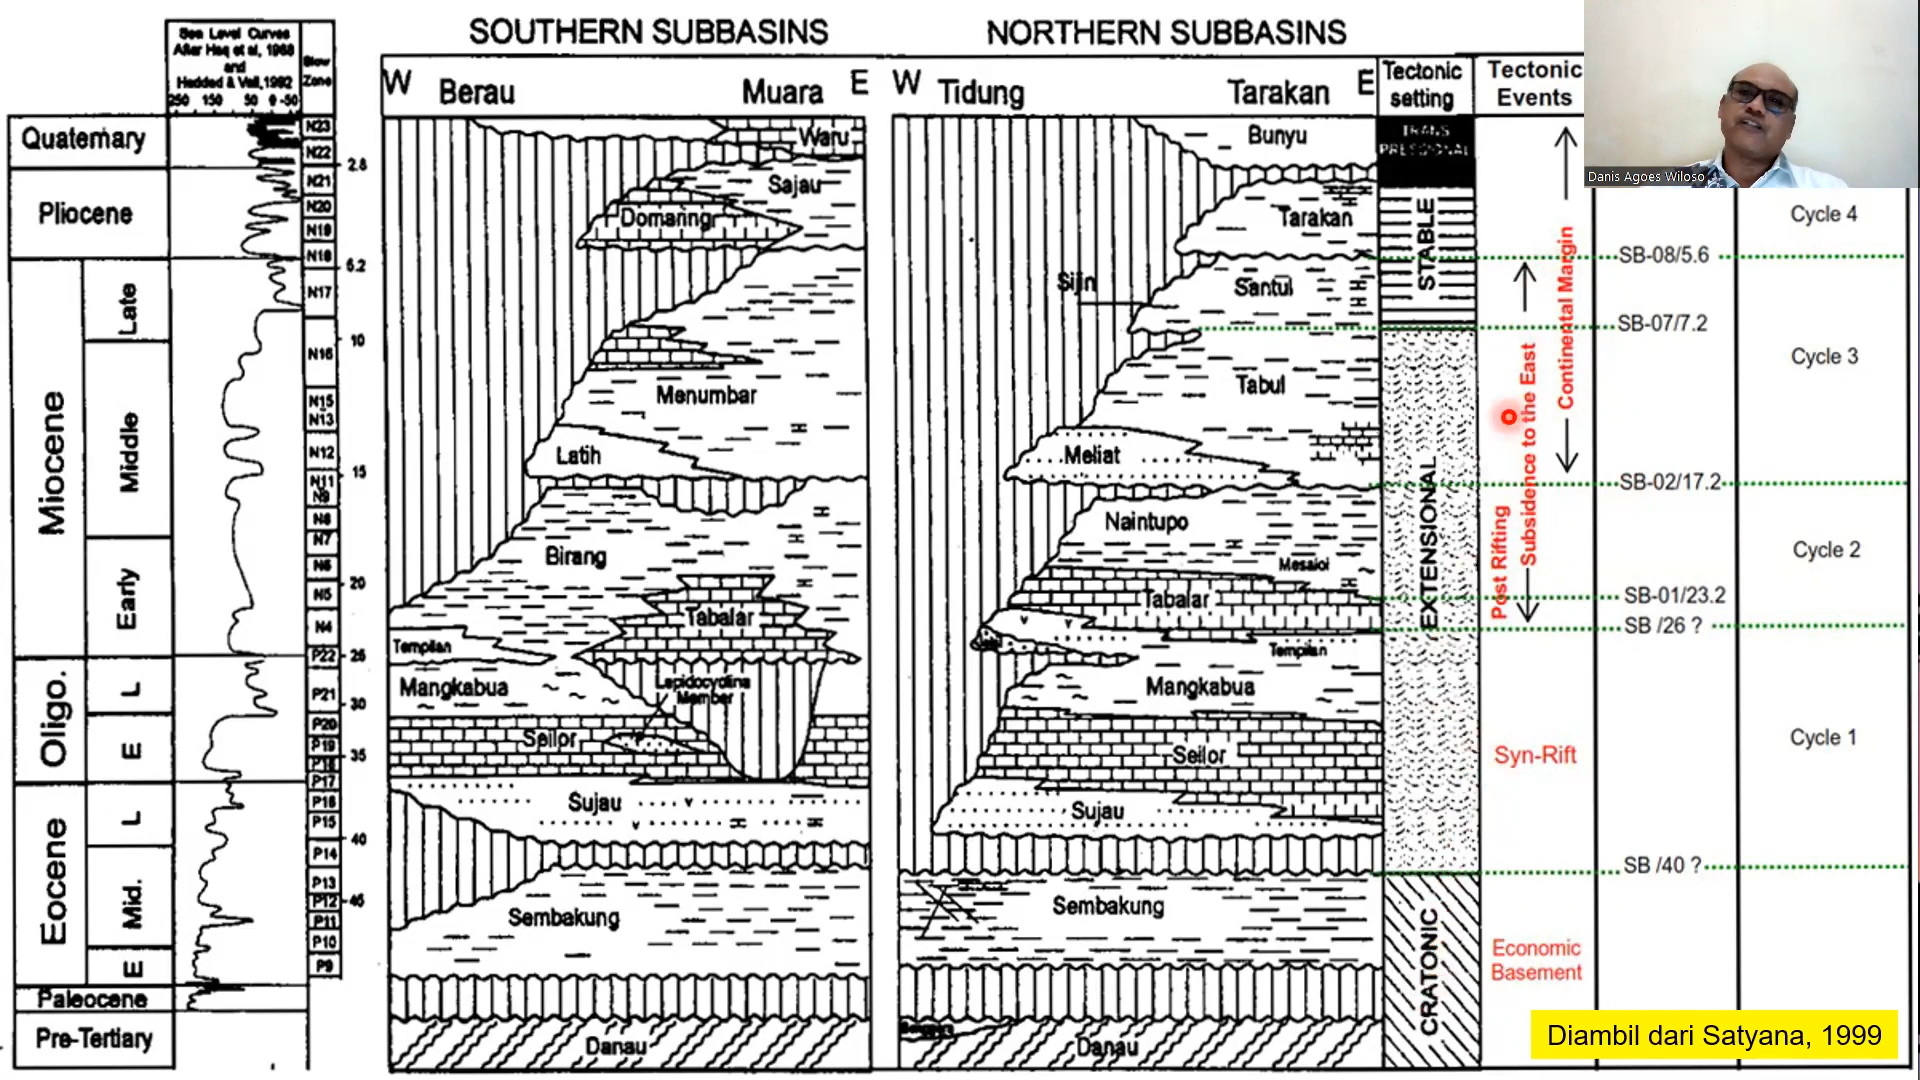 SOUTHERN SUBBASINS
NORTHERN SUBBASINS
Sea Level Curves
After Haq et al, 1988
and
Hadded & Vail, 1992
250 150 50 0 -50
Blow
Zone
W Berau Muara E
W Tidung Tarakan E
Tectonic
setting
Tectonic
Events
Danis Agoes Wiloso
Quaternary
Pliocene
Miocene
Late
Middle
Early
Oligo.
L
E
Eocene
L
Mid.
E
Paleocene
Pre-Tertiary
N23
N22
N21
N20
N19
N18
N17
N16
N15
N13
N12
N11
N9
N8
N7
N6
N5
N4
P22
P21
P20
P19
P18
P17
P16
P15
P14
P13
P12
P11
P10
P9
2.8
6.2
10
15
20
25
30
35
40
45
Waru
Sajau
Domaring
Menumbar
Latih
Birang
Tabalar
Tempilan
Mangkabua
Lepidocyclina
Member
Seilor
Sujau
Sembakung
Danau
Bunyu
Tarakan
Sijin
Santul
Tabul
Meliat
Naintupo
Mesaloi
Tabalar
Tempilan
Mangkabua
Seilor
Sujau
Sembakung
Danau
TRANS
PRESSIONAL
STABLE
EXTENSIONAL
CRATONIC
Continental Margin
Post Rifting
Subsidence to the East
Syn-Rift
Economic
Basement
SB-08/5.6
SB-07/7.2
SB-02/17.2
SB-01/23.2
SB /26 ?
SB /40 ?
Cycle 4
Cycle 3
Cycle 2
Cycle 1
Diambil dari Satyana, 1999